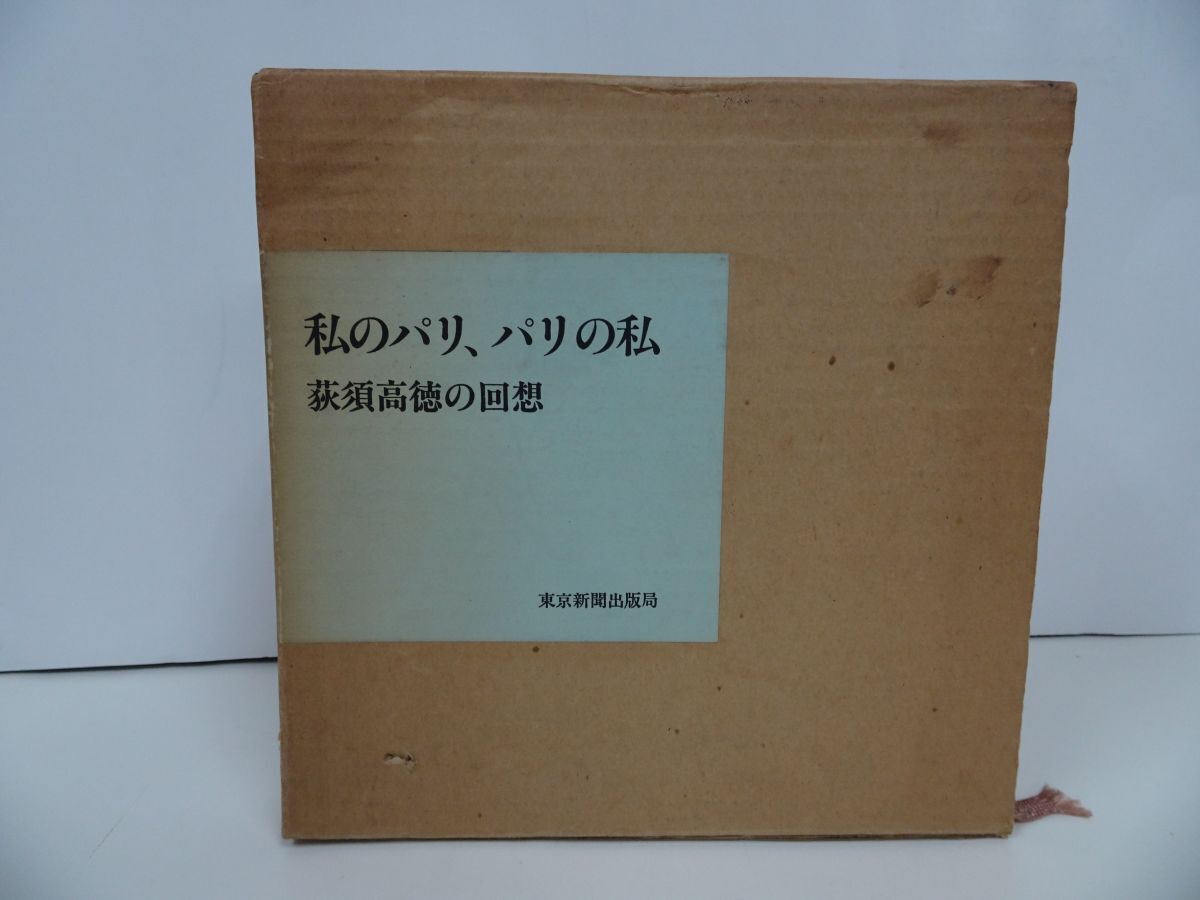 私のパリ、パリの私
荻須高徳の回想
東京新聞出版局